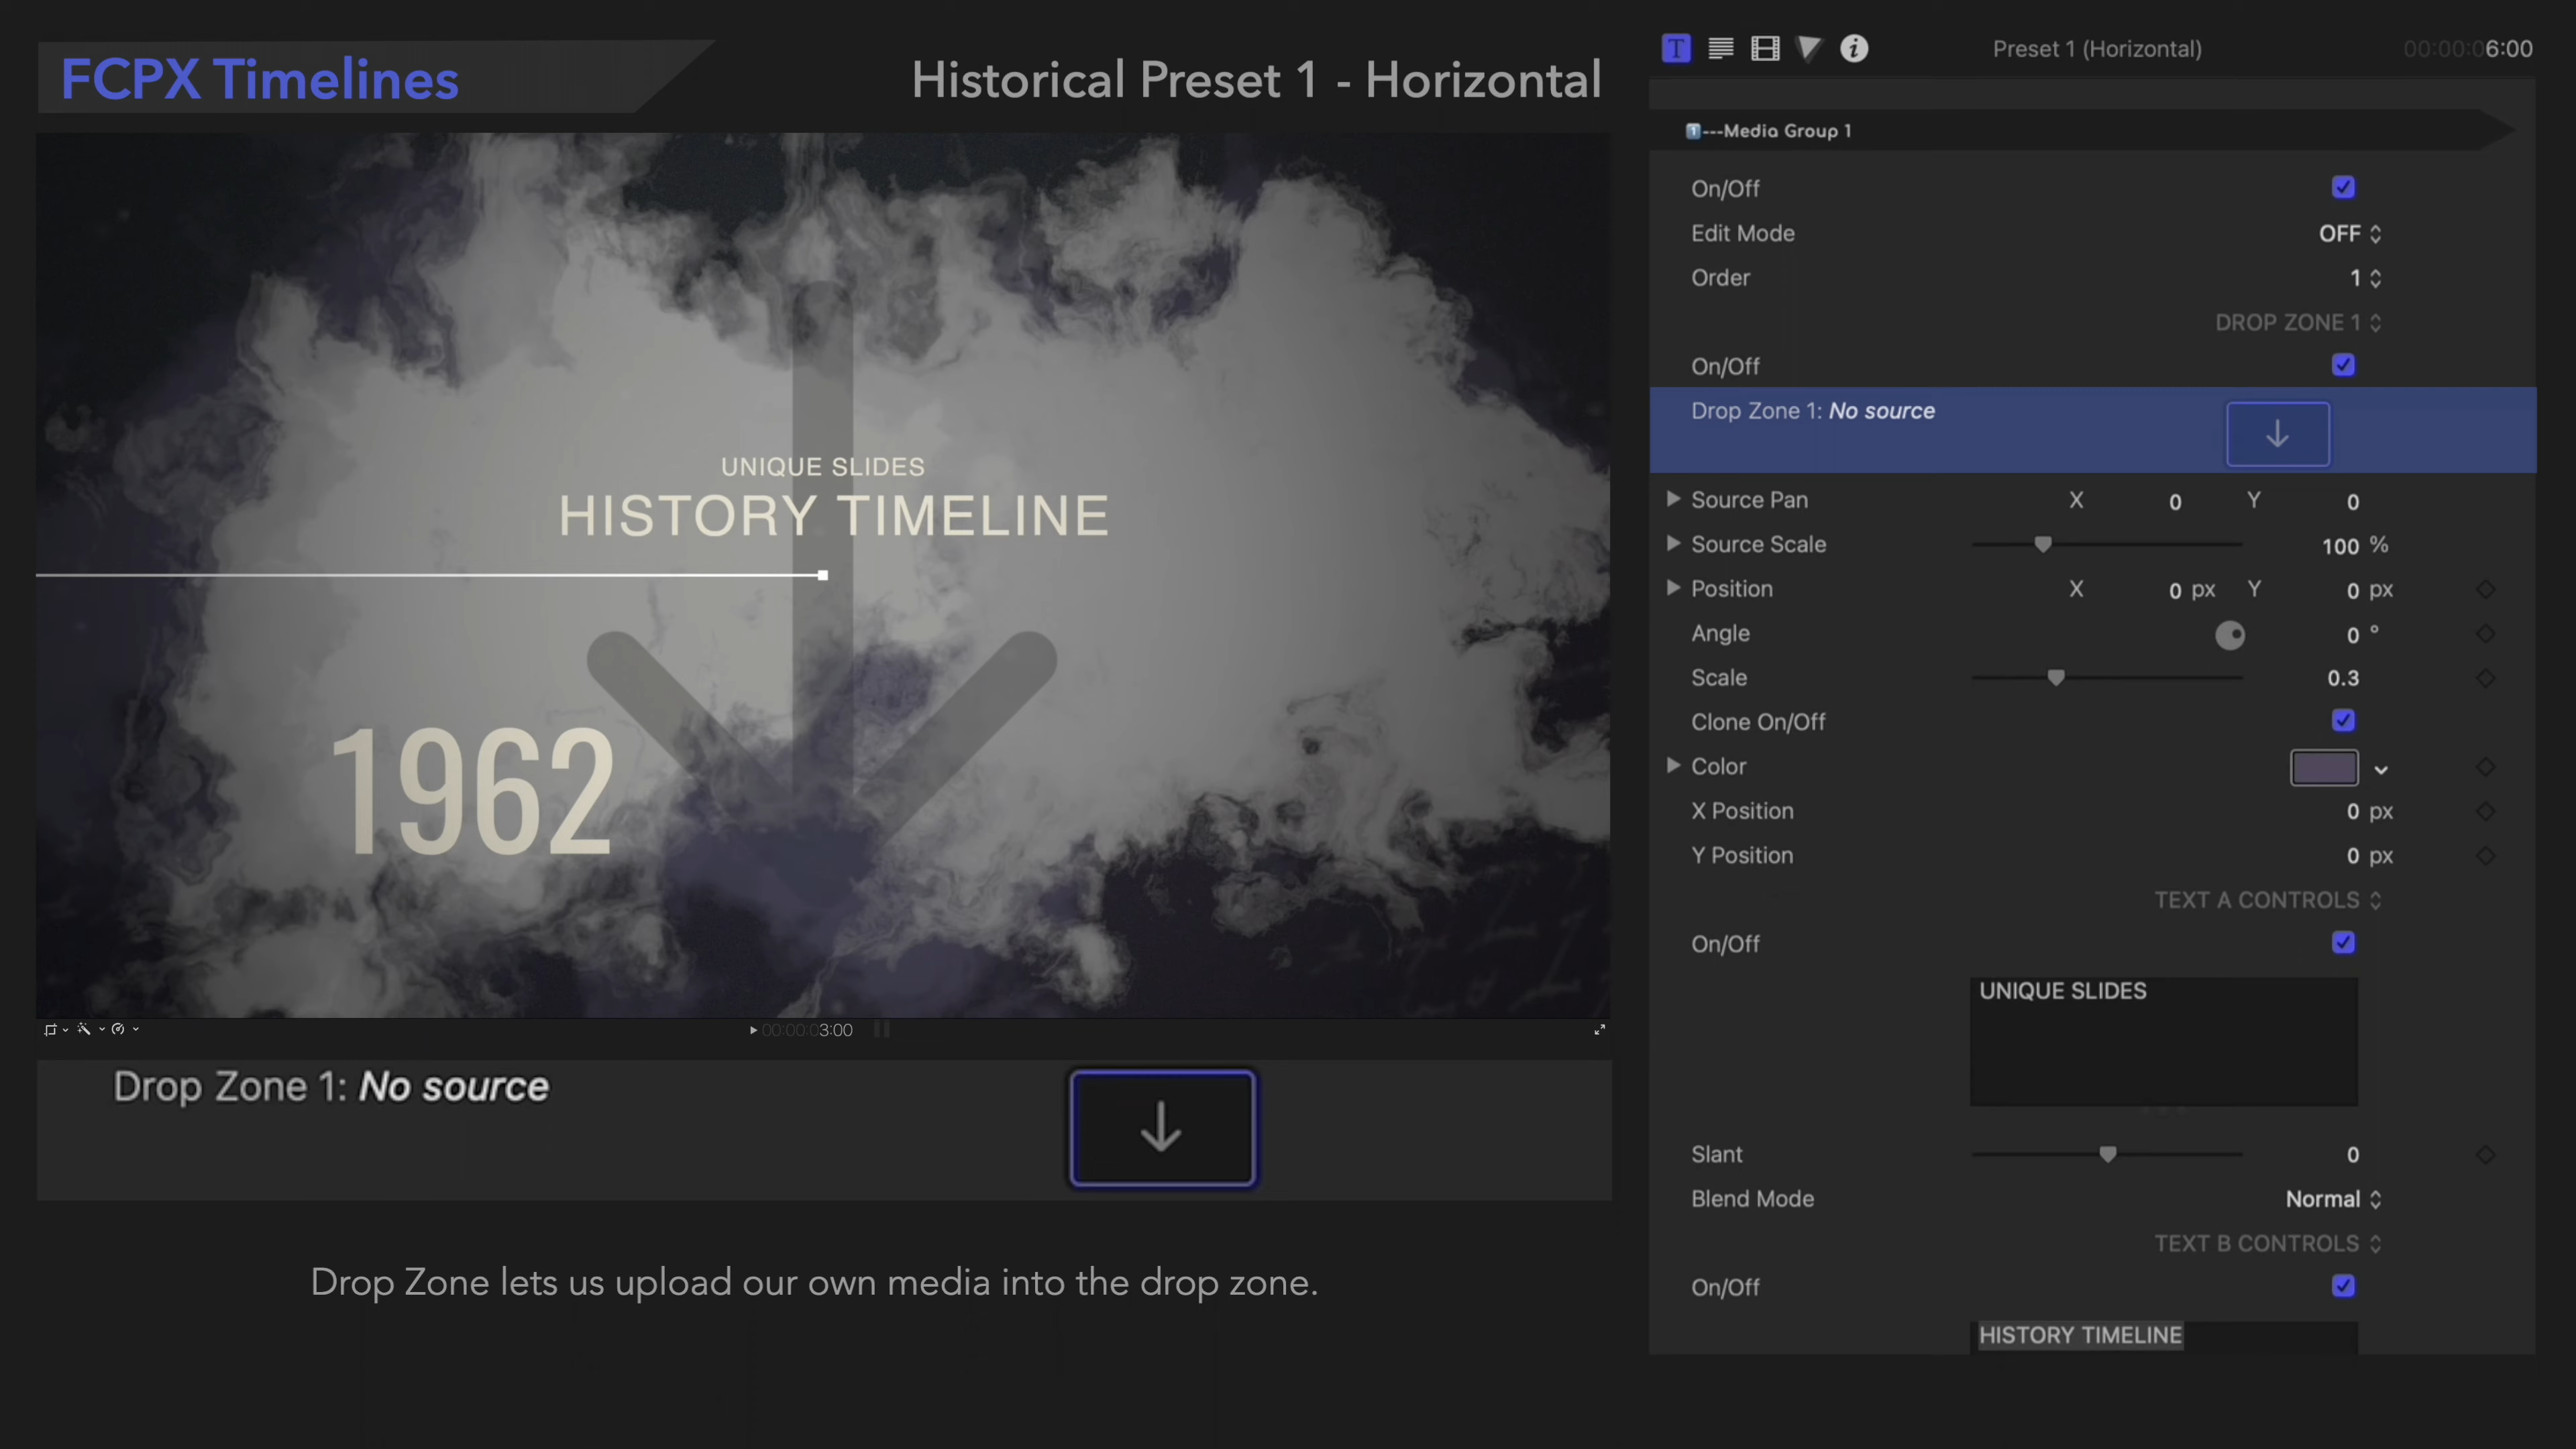 FCPX Timelines
Historical Preset 1 - Horizontal
UNIQUE SLIDES
HISTORY TIMELINE
1962
00:00:03:00
Drop Zone 1: No source
Drop Zone lets us upload our own media into the drop zone.
T
i
Preset 1 (Horizontal)
00:00:06:00
1---Media Group 1
On/Off
Edit Mode OFF
Order 1
DROP ZONE 1
On/Off
Drop Zone 1: No source
Source Pan X 0 Y 0
Source Scale 100 %
Position X 0 px Y 0 px
Angle 0 °
Scale 0.3
Clone On/Off
Color
X Position 0 px
Y Position 0 px
TEXT A CONTROLS
On/Off
UNIQUE SLIDES
Slant 0
Blend Mode Normal
TEXT B CONTROLS
On/Off
HISTORY TIMELINE